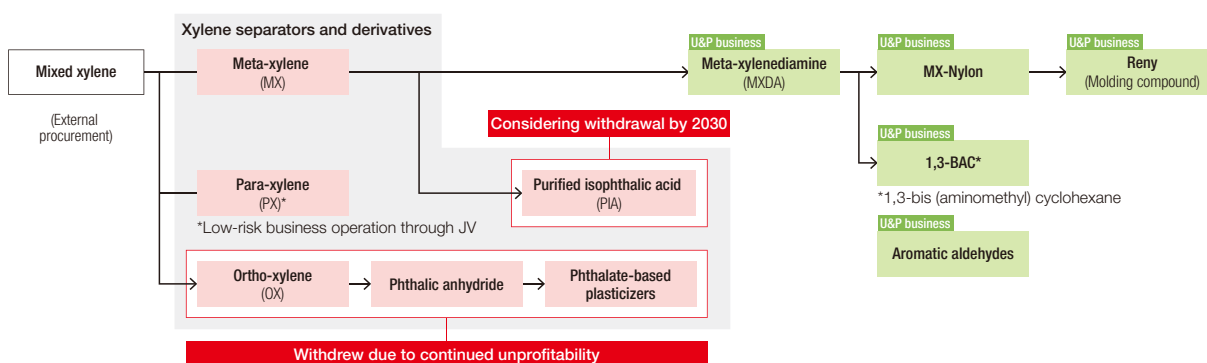 Xylene separators and derivatives
Mixed xylene
(External
procurement)
Meta-xylene
(MX)
U&P business
Meta-xylenediamine
(MXDA)
U&P business
MX-Nylon
U&P business
Reny
(Molding compound)
Considering withdrawal by 2030
U&P business
1,3-BAC*
*1,3-bis (aminomethyl) cyclohexane
Para-xylene
(PX)*
*Low-risk business operation through JV
Purified isophthalic acid
(PIA)
U&P business
Aromatic aldehydes
Ortho-xylene
(OX)
Phthalic anhydride
Phthalate-based
plasticizers
Withdrew due to continued unprofitability